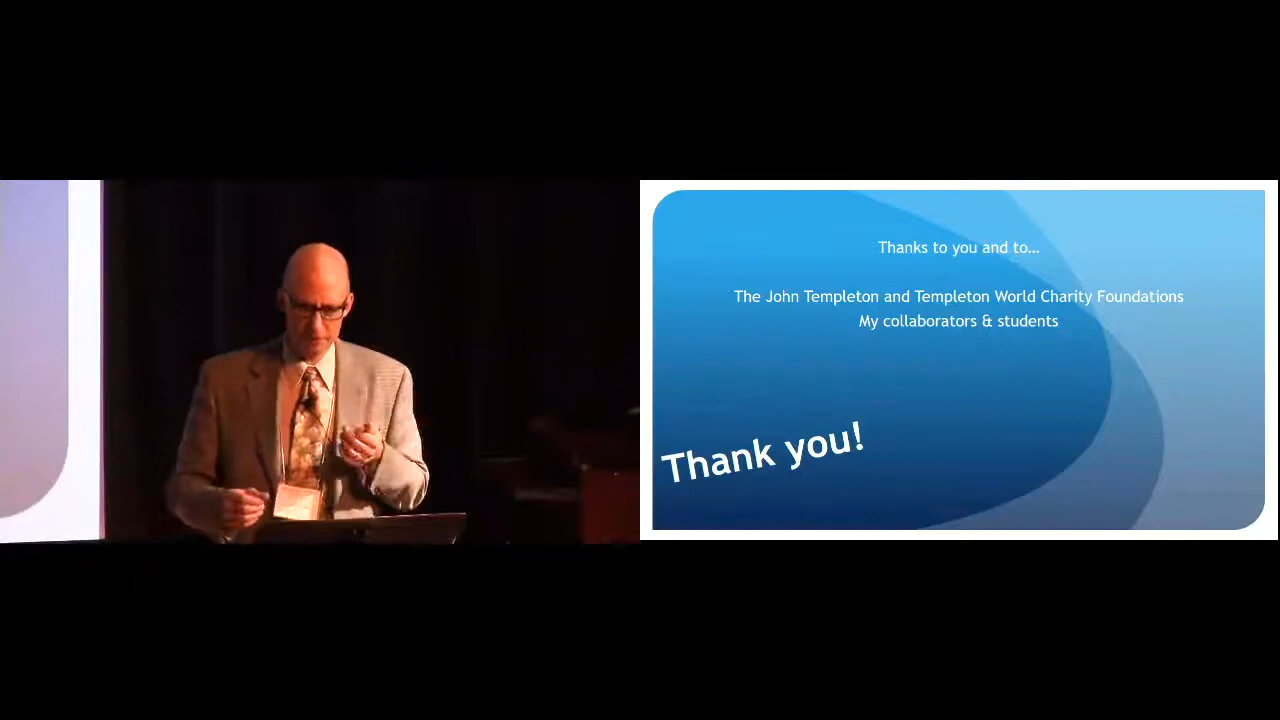 Thanks to you and to…
The John Templeton and Templeton World Charity Foundations
My collaborators & students
Thank you!